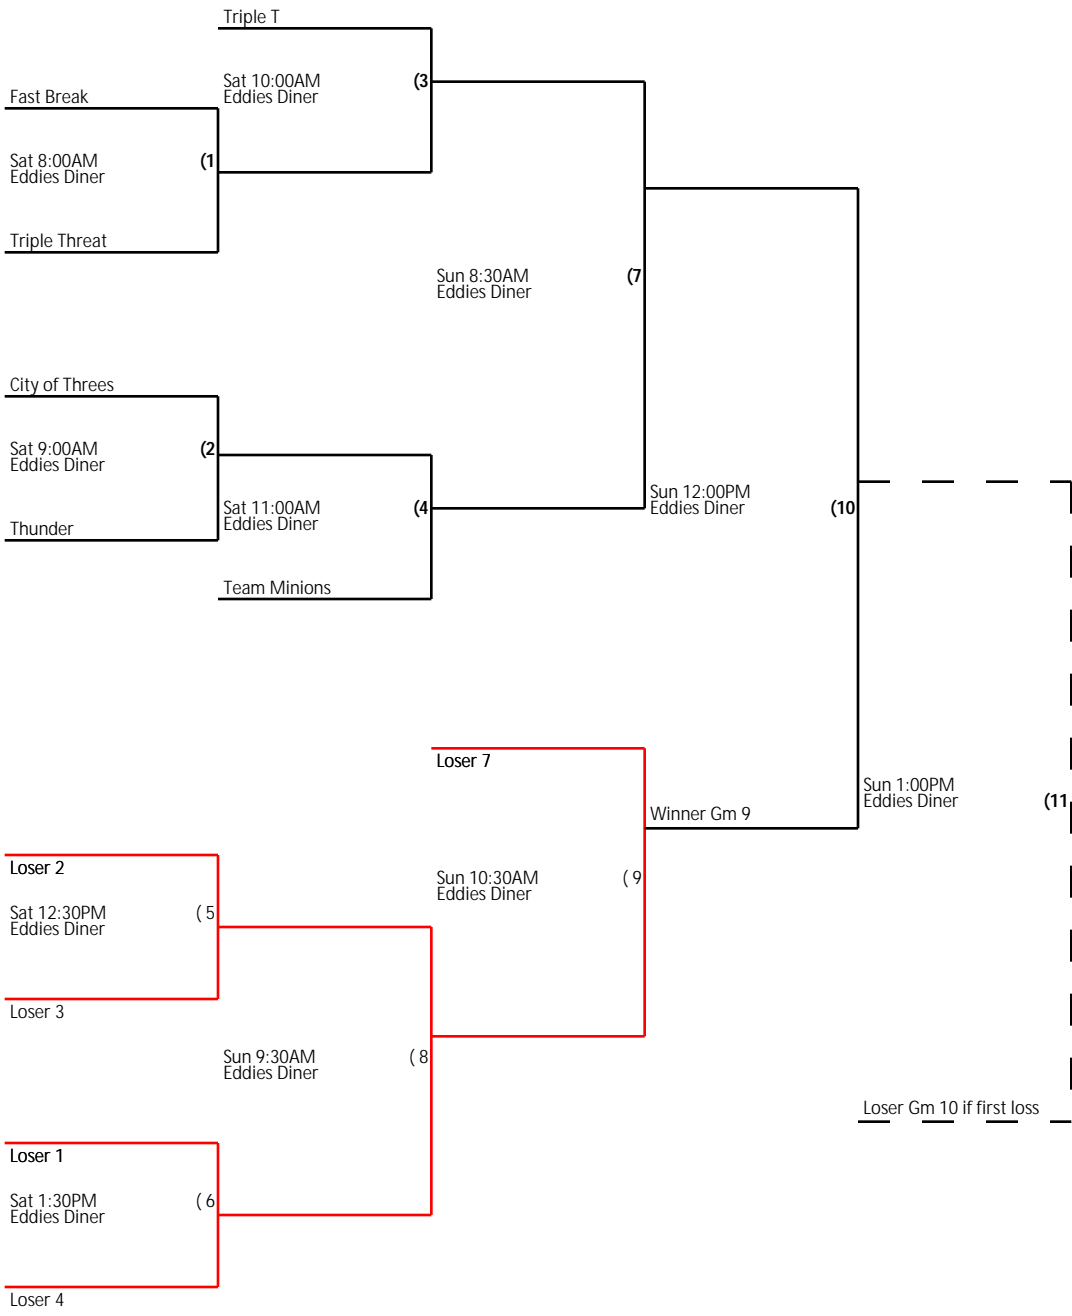 Triple T
Sat 10:00AM
Eddies Diner
(3
Fast Break
Sat 8:00AM
Eddies Diner
(1
Triple Threat
Sun 8:30AM
Eddies Diner
(7
City of Threes
Sat 9:00AM
Eddies Diner
(2
Thunder
Sat 11:00AM
Eddies Diner
(4
Team Minions
Sun 12:00PM
Eddies Diner
(10
Loser 7
Winner Gm 9
Sun 1:00PM
Eddies Diner
(11
Loser 2
Sat 12:30PM
Eddies Diner
( 5
Loser 3
Sun 10:30AM
Eddies Diner
( 9
Sun 9:30AM
Eddies Diner
( 8
Loser Gm 10 if first loss
Loser 1
Sat 1:30PM
Eddies Diner
( 6
Loser 4